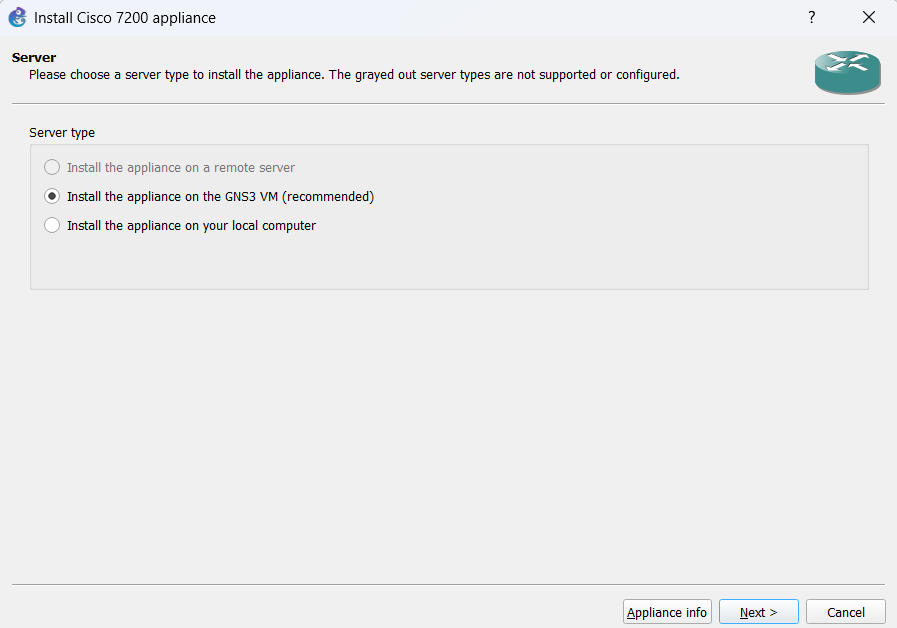 Install Cisco 7200 appliance
?
Server
Please choose a server type to install the appliance. The grayed out server types are not supported or configured.
Server type
Install the appliance on a remote server
Install the appliance on the GNS3 VM (recommended)
Install the appliance on your local computer
Appliance info
Next >
Cancel